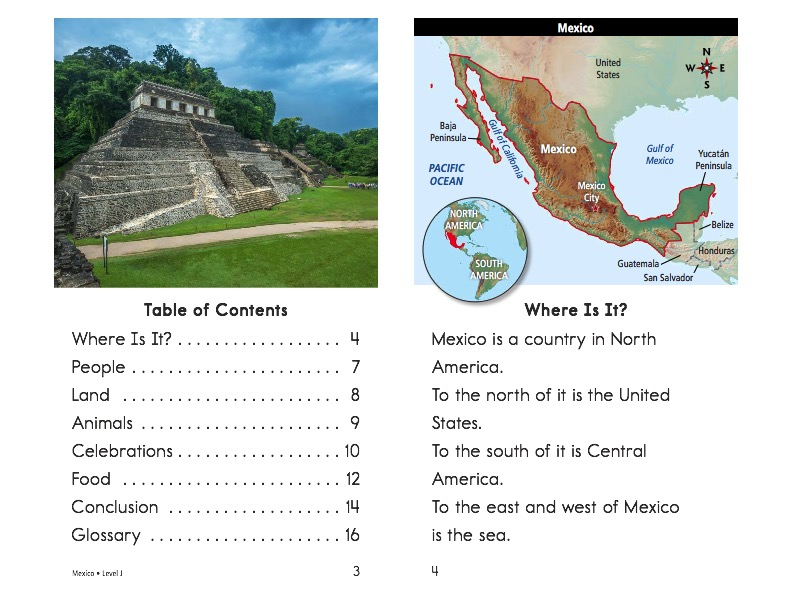 Table of Contents
Where Is It? . . . . . . . . . . . . . . . . . . 4
People . . . . . . . . . . . . . . . . . . . . . . . 7
Land . . . . . . . . . . . . . . . . . . . . . . . . 8
Animals . . . . . . . . . . . . . . . . . . . . . . 9
Celebrations . . . . . . . . . . . . . . . . . . 10
Food . . . . . . . . . . . . . . . . . . . . . . . . 12
Conclusion . . . . . . . . . . . . . . . . . . . 14
Glossary . . . . . . . . . . . . . . . . . . . . . 16
Mexico • Level J
3
Mexico
N
W E
S
United
States
Baja
Peninsula
Gulf of California
Mexico
Gulf of
Mexico
Yucatán
Peninsula
PACIFIC
OCEAN
Mexico
City
NORTH
AMERICA
SOUTH
AMERICA
Belize
Honduras
Guatemala
San Salvador
Where Is It?
Mexico is a country in North
America.
To the north of it is the United
States.
To the south of it is Central
America.
To the east and west of Mexico
is the sea.
4